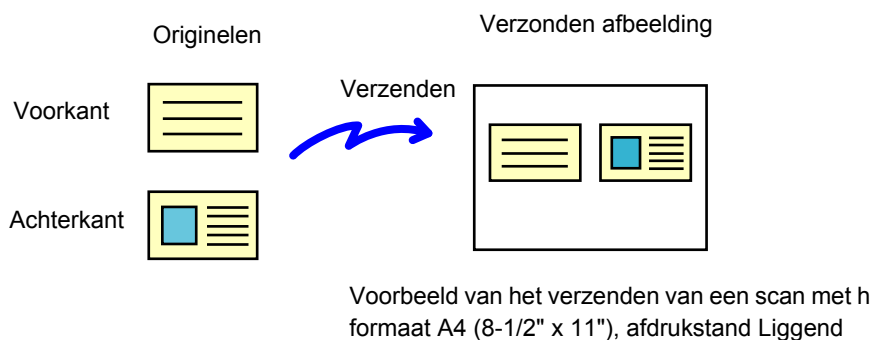 Originelen
Verzonden afbeelding
Voorkant
Verzenden
Achterkant
Voorbeeld van het verzenden van een scan met h
formaat A4 (8-1/2" x 11"), afdrukstand Liggend